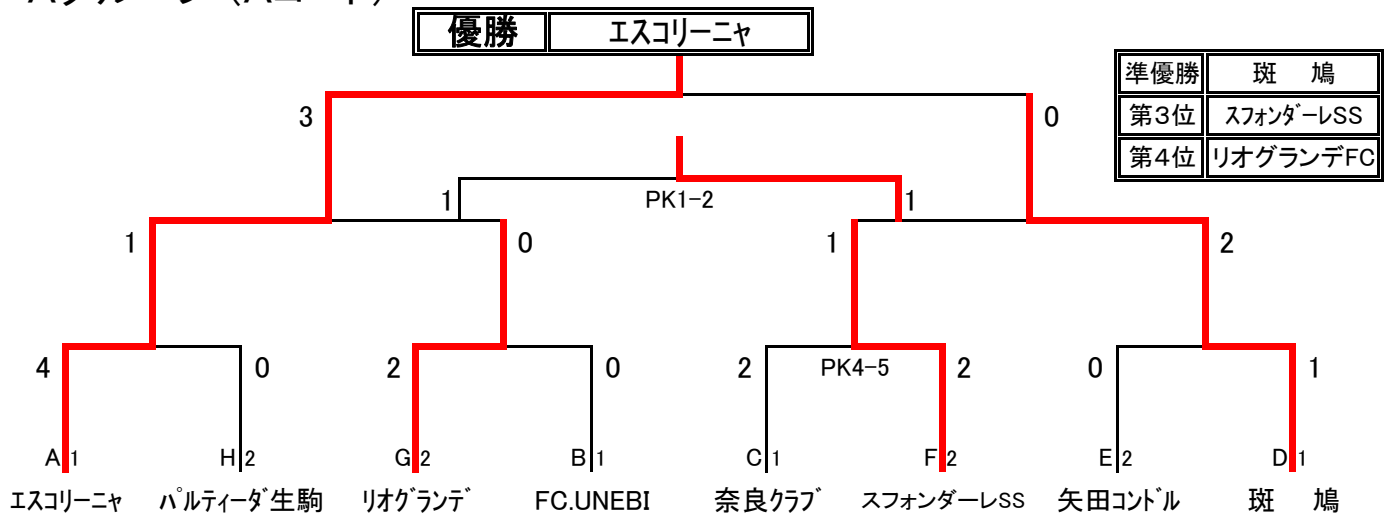 優勝 エスコリーニャ
準優勝 斑 鳩
第3位 スフォンダーレSS
第4位 リオグランデFC
3 0
1 PK1-2 1
1 0 1 2
4 0 2 0 2 PK4-5 2 0 1
A 1 H 2 G 2 B 1 C 1 F 2 E 2 D 1
エスコリーニャ パルティーダ生駒 リオグランデ FC.UNEBI 奈良クラブ スフォンダーレSS 矢田コンドル 斑 鳩